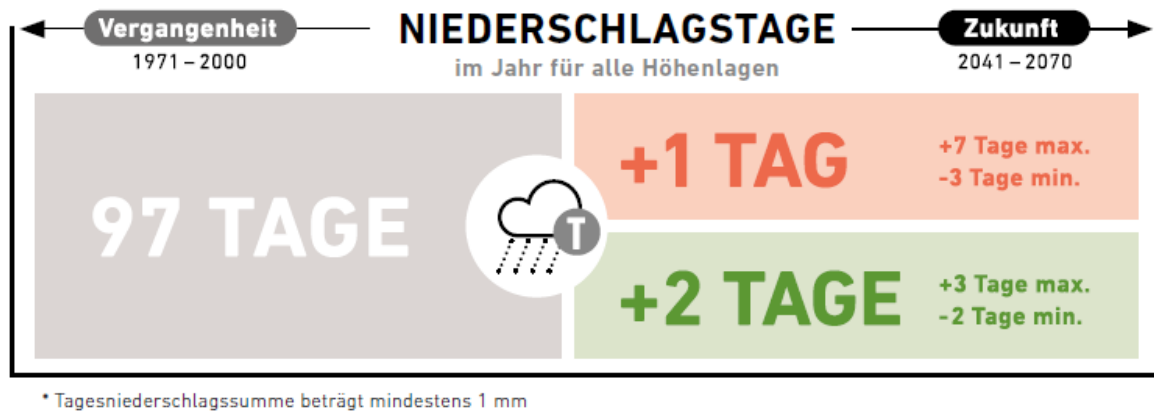 Vergangenheit
1971 – 2000
NIEDERSCHLAGSTAGE
im Jahr für alle Höhenlagen
Zukunft
2041 – 2070
97 TAGE
T
+1 TAG
+7 Tage max.
-3 Tage min.
+2 TAGE
+3 Tage max.
-2 Tage min.
* Tagesniederschlagssumme beträgt mindestens 1 mm